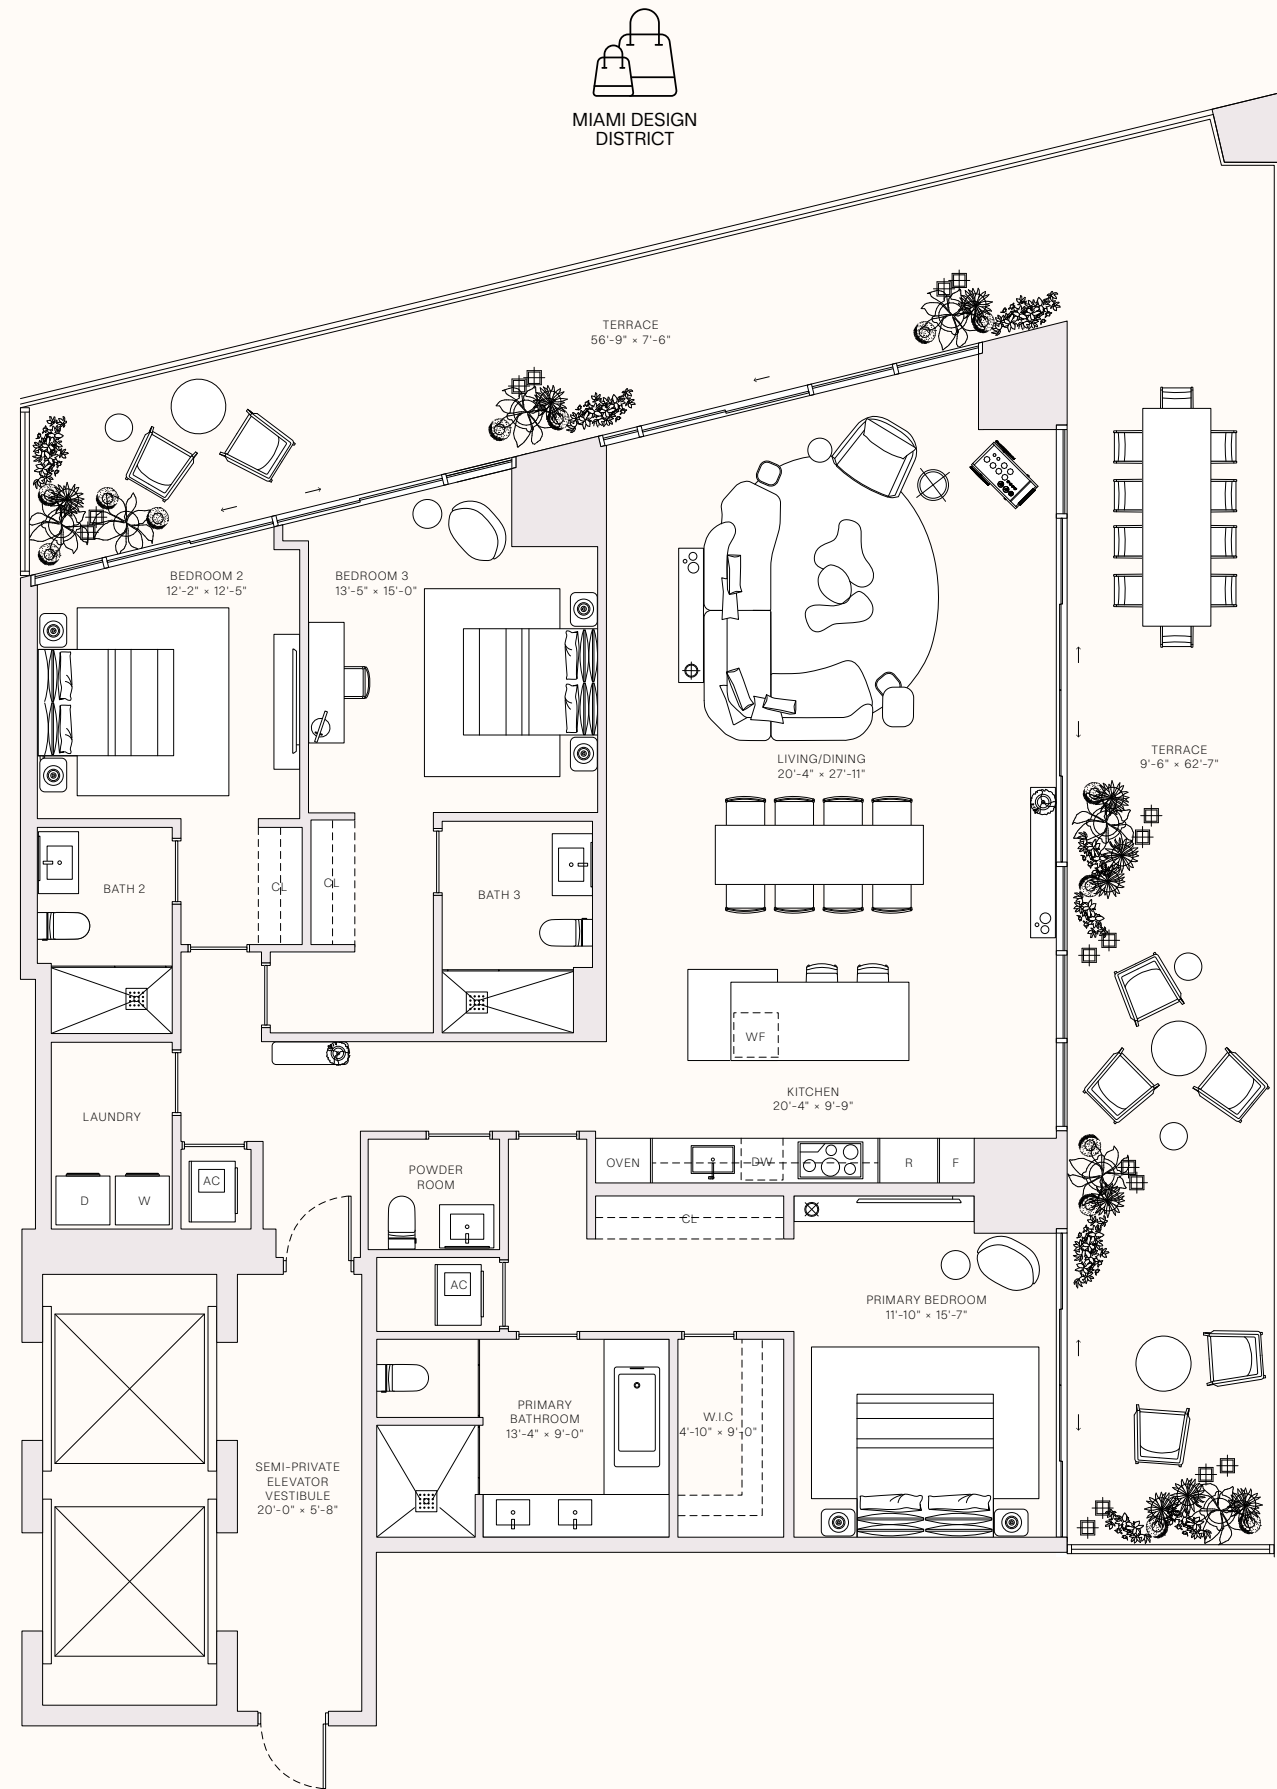 MIAMI DESIGN
DISTRICT
TERRACE
56'-9" × 7'-6"
BEDROOM 2
12'-2" × 12'-5"
BEDROOM 3
13'-5" × 15'-0"
LIVING/DINING
20'-4" × 27'-11"
TERRACE
9'-6" × 62'-7"
BATH 2
CL
CL
BATH 3
WF
KITCHEN
20'-4" × 9'-9"
LAUNDRY
D
W
AC
POWDER
ROOM
OVEN
DW
R
F
CL
AC
PRIMARY BEDROOM
11'-10" × 15'-7"
PRIMARY
BATHROOM
13'-4" × 9'-0"
W.I.C
4'-10" × 9'-0"
SEMI-PRIVATE
ELEVATOR
VESTIBULE
20'-0" × 5'-8"